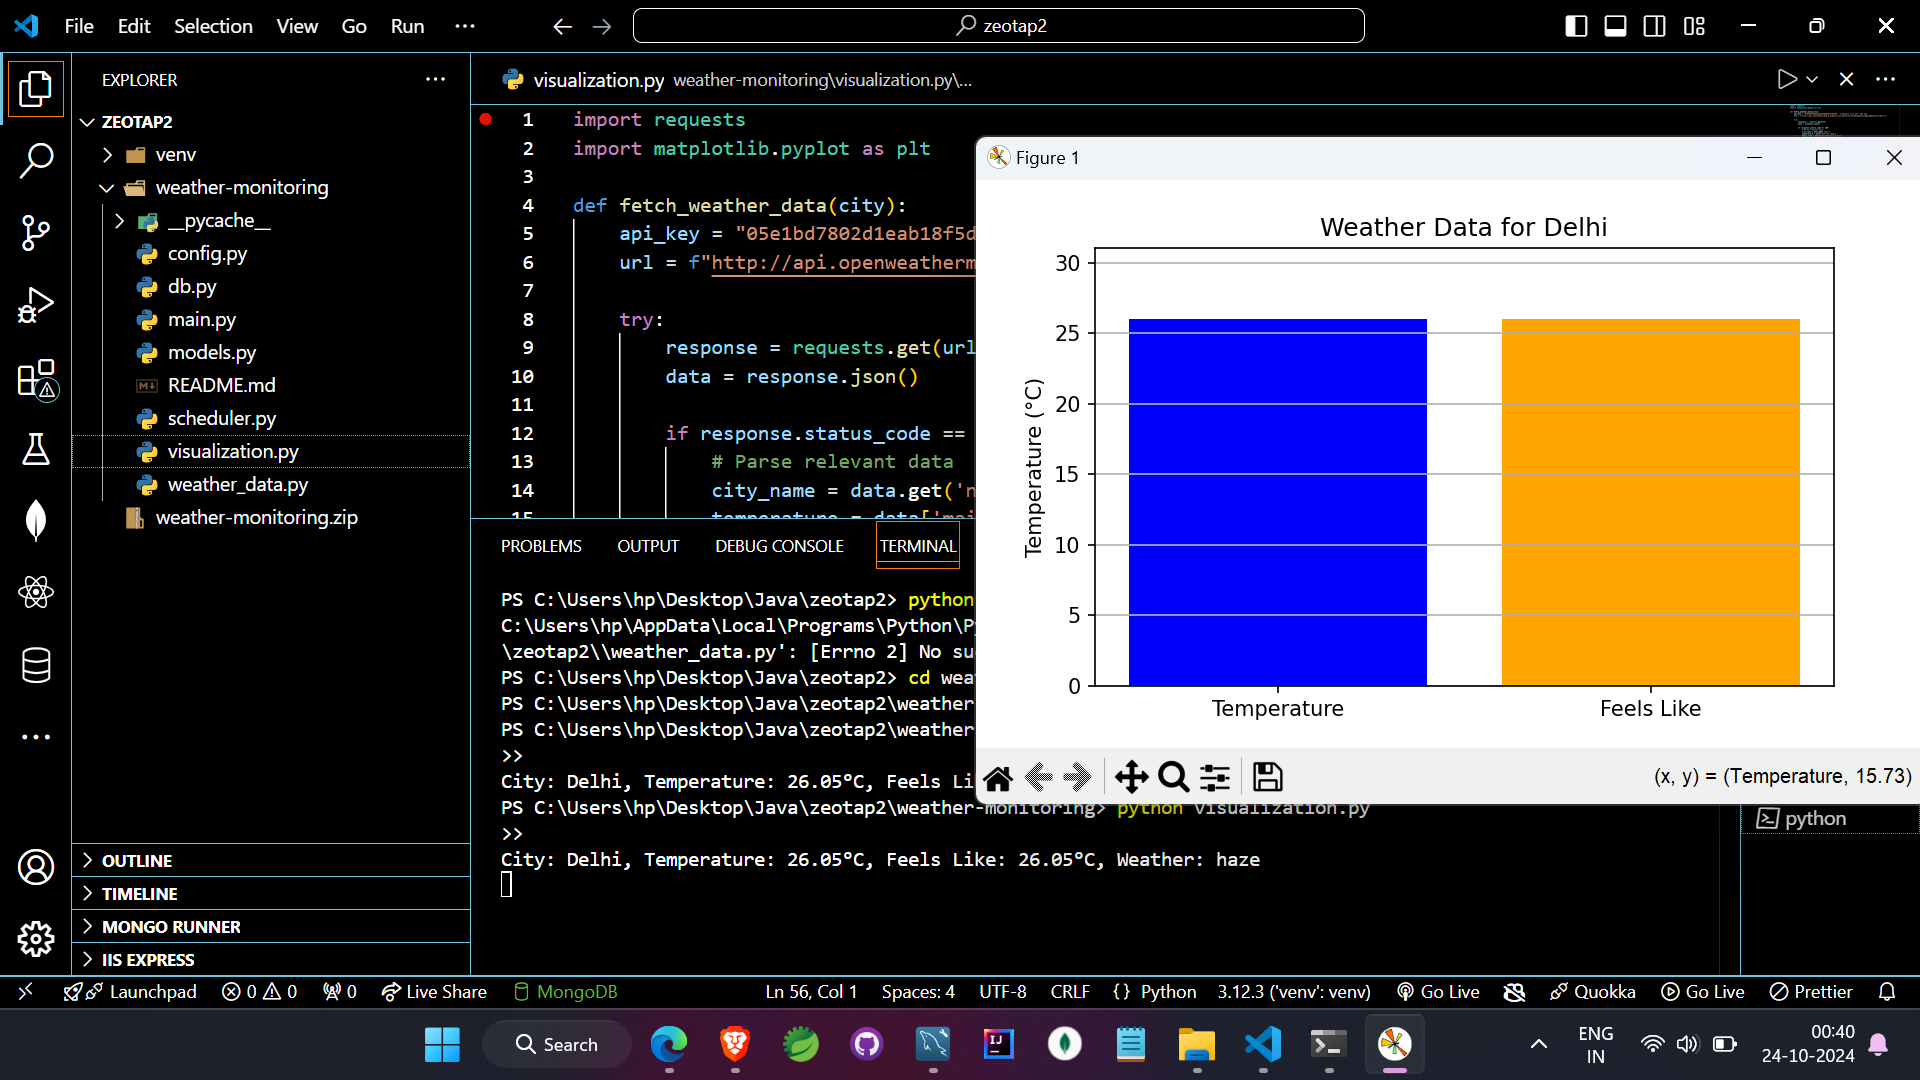 File Edit Selection View Go Run ···
zeotap2
EXPLORER
ZEOTAP2
venv
weather-monitoring
__pycache__
config.py
db.py
main.py
models.py
README.md
scheduler.py
visualization.py
weather_data.py
weather-monitoring.zip
OUTLINE
TIMELINE
MONGO RUNNER
IIS EXPRESS
visualization.py weather-monitoring\visualization.py\...
1 import requests
2 import matplotlib.pyplot as plt
3
4 def fetch_weather_data(city):
5 api_key = "05e1bd7802d1eab18f5d
6 url = f"http://api.openweatherm
7
8 try:
9 response = requests.get(url
10 data = response.json()
11
12 if response.status_code ==
13 # Parse relevant data
14 city_name = data.get('n
15 temperature = data['mai
PROBLEMS OUTPUT DEBUG CONSOLE TERMINAL
PS C:\Users\hp\Desktop\Java\zeotap2> python
C:\Users\hp\AppData\Local\Programs\Python\Py
\zeotap2\\weather_data.py': [Errno 2] No su
PS C:\Users\hp\Desktop\Java\zeotap2> cd wea
PS C:\Users\hp\Desktop\Java\zeotap2\weather
PS C:\Users\hp\Desktop\Java\zeotap2\weather
>>
City: Delhi, Temperature: 26.05°C, Feels Li
PS C:\Users\hp\Desktop\Java\zeotap2\weather-monitoring> python visualization.py
>>
City: Delhi, Temperature: 26.05°C, Feels Like: 26.05°C, Weather: haze
python
Figure 1
Weather Data for Delhi
Temperature (°C)
30
25
20
15
10
5
0
Temperature Feels Like
(x, y) = (Temperature, 15.73)
Launchpad 0 0 0 Live Share MongoDB Ln 56, Col 1 Spaces: 4 UTF-8 CRLF {} Python 3.12.3 ('venv': venv) Go Live Quokka Go Live Prettier
Search
IJ
ENG
IN
00:40
24-10-2024